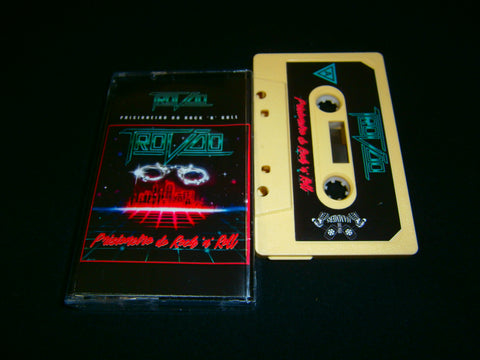 TROVÃO
PRISIONEIRO DO ROCK 'N' ROLL
TROVÃO
Prisioneiro do Rock 'n' Roll
TROVÃO
Prisioneiro do Rock 'n' Roll